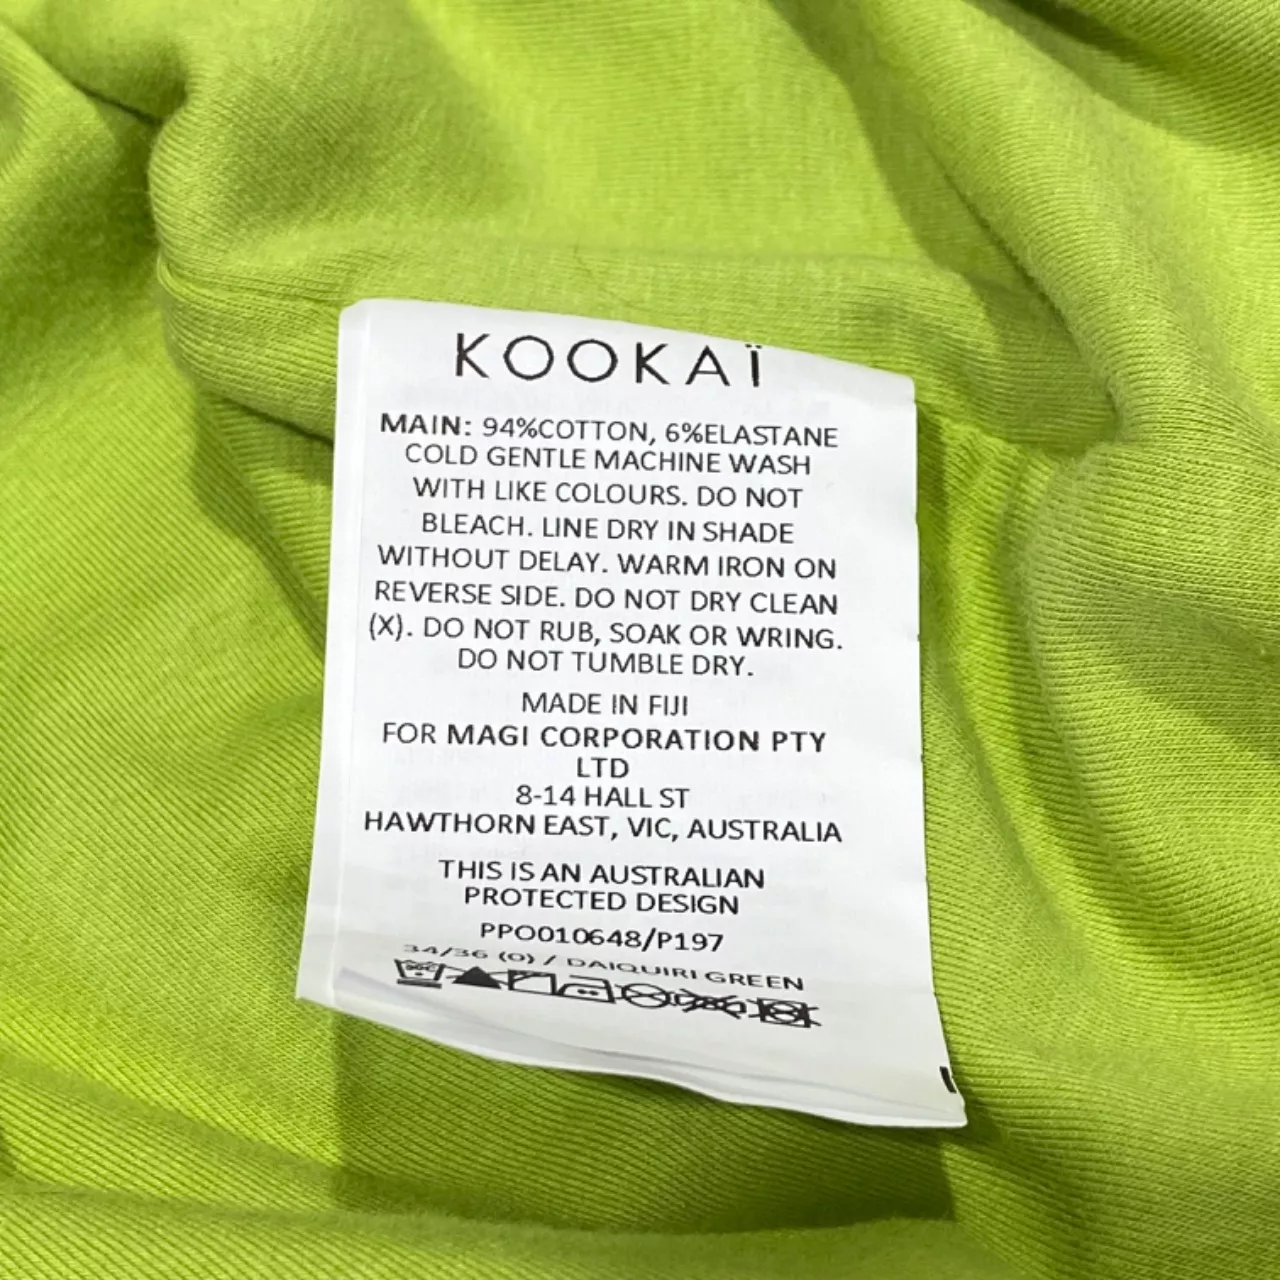 KOOKAÏ
MAIN: 94%COTTON, 6%ELASTANE
COLD GENTLE MACHINE WASH
WITH LIKE COLOURS. DO NOT
BLEACH. LINE DRY IN SHADE
WITHOUT DELAY. WARM IRON ON
REVERSE SIDE. DO NOT DRY CLEAN
(X). DO NOT RUB, SOAK OR WRING.
DO NOT TUMBLE DRY.
MADE IN FIJI
FOR MAGI CORPORATION PTY
LTD
8-14 HALL ST
HAWTHORN EAST, VIC, AUSTRALIA
THIS IS AN AUSTRALIAN
PROTECTED DESIGN
PPO010648/P197
34/36 (0) / DAIQUIRI GREEN